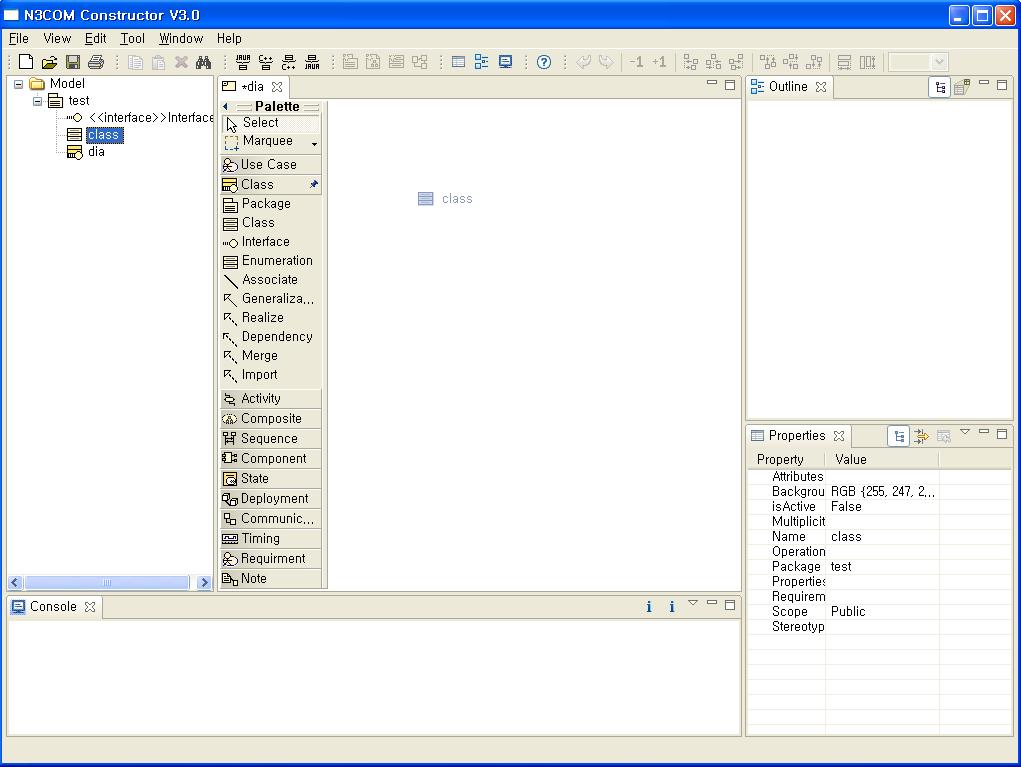 N3COM Constructor V3.0
File View Edit Tool Window Help
JAVA C++ C++ JAVA
-1 +1
Model
test
<<interface>>Interface
class
dia
*dia
Palette
Select
Marquee
Use Case
Class
Package
Class
Interface
Enumeration
Associate
Generaliza...
Realize
Dependency
Merge
Import
Activity
Composite
Sequence
Component
State
Deployment
Communic...
Timing
Requirment
Note
class
Outline
Properties
Property Value
Attributes
Backgrou RGB {255, 247, 2...
isActive False
Multiplicit
Name class
Operation
Package test
Properties
Requirem
Scope Public
Stereotyp
Console